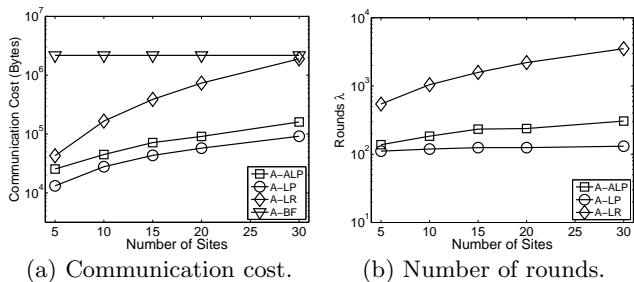 10^7
10^6
10^5
10^4
Communication Cost (Bytes)
5 10 15 20 25 30
Number of Sites
A-ALP
A-LP
A-LR
A-BF
(a) Communication cost.
10^4
10^3
10^2
10^1
Rounds λ
5 10 15 20 25 30
Number of Sites
A-ALP
A-LP
A-LR
(b) Number of rounds.